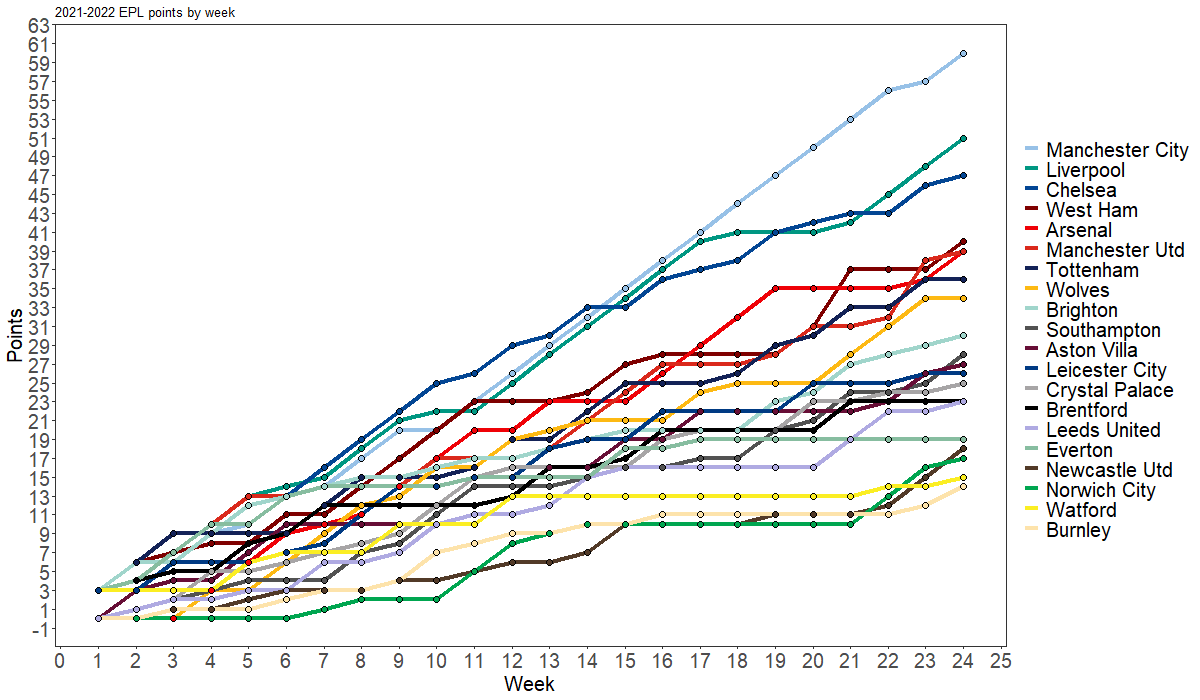 2021-2022 EPL points by week
63
61
59
57
55
53
51
49
47
45
43
41
39
37
35
33
31
29
27
25
23
21
19
17
15
13
11
9
7
5
3
1
-1
Points
0 1 2 3 4 5 6 7 8 9 10 11 12 13 14 15 16 17 18 19 20 21 22 23 24 25
Week
Manchester City
Liverpool
Chelsea
West Ham
Arsenal
Manchester Utd
Tottenham
Wolves
Brighton
Southampton
Aston Villa
Leicester City
Crystal Palace
Brentford
Leeds United
Everton
Newcastle Utd
Norwich City
Watford
Burnley